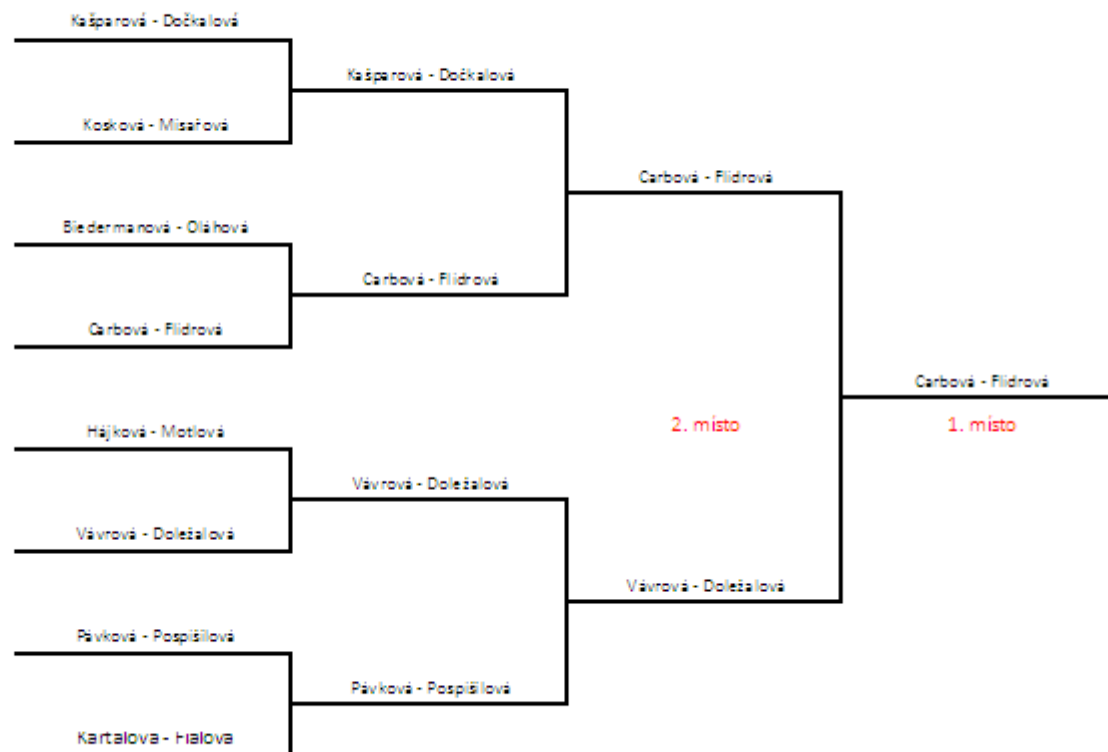 Kašparová - Dočkalová
Kašparová - Dočkalová
Kosková - Misařová
Carbová - Flídrová
Biedermanová - Oláhová
Carbová - Flídrová
Carbová - Flídrová
Carbová - Flídrová
Hájková - Motlová
2. místo
1. místo
Vávrová - Doležalová
Vávrová - Doležalová
Vávrová - Doležalová
Pávková - Pospíšilová
Pávková - Pospíšilová
Kartalova - Fialova